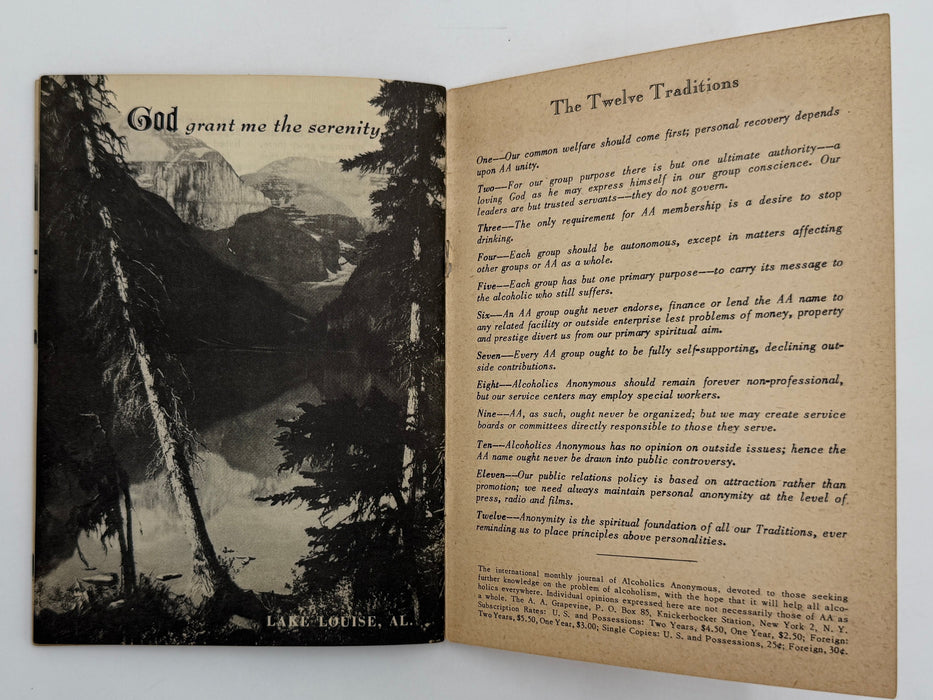 God grant me the serenity,
LAKE LOUISE, AL.
The Twelve Traditions
One—Our common welfare should come first; personal recovery depends
upon AA unity.
Two—For our group purpose there is but one ultimate authority—a
loving God as he may express himself in our group conscience. Our
leaders are but trusted servants—they do not govern.
Three—The only requirement for AA membership is a desire to stop
drinking.
Four—Each group should be autonomous, except in matters affecting
other groups or AA as a whole.
Five—Each group has but one primary purpose—to carry its message to
the alcoholic who still suffers.
Six—An AA group ought never endorse, finance or lend the AA name to
any related facility or outside enterprise lest problems of money, property
and prestige divert us from our primary spiritual aim.
Seven—Every AA group ought to be fully self-supporting, declining out-
side contributions.
Eight—Alcoholics Anonymous should remain forever non-professional,
but our service centers may employ special workers.
Nine—AA, as such, ought never be organized; but we may create service
boards or committees directly responsible to those they serve.
Ten—Alcoholics Anonymous has no opinion on outside issues; hence the
AA name ought never be drawn into public controversy.
Eleven—Our public relations policy is based on attraction rather than
promotion; we need always maintain personal anonymity at the level of
press, radio and films.
Twelve—Anonymity is the spiritual foundation of all our Traditions, ever
reminding us to place principles above personalities.
The international monthly journal of Alcoholics Anonymous, devoted to those seeking
further knowledge on the problem of alcoholism, with the hope that it will help all alco-
holics everywhere. Individual opinions expressed here are not necessarily those of AA as
a whole. The A. A. Grapevine, P. O. Box 85, Knickerbocker Station, New York 2, N. Y.
Subscription Rates: U. S. and Possessions: Two Years, $4.50, One Year, $2.50; Foreign:
Two Years, $5.50, One Year, $3.00; Single Copies: U. S. and Possessions, 25¢; Foreign, 30¢.